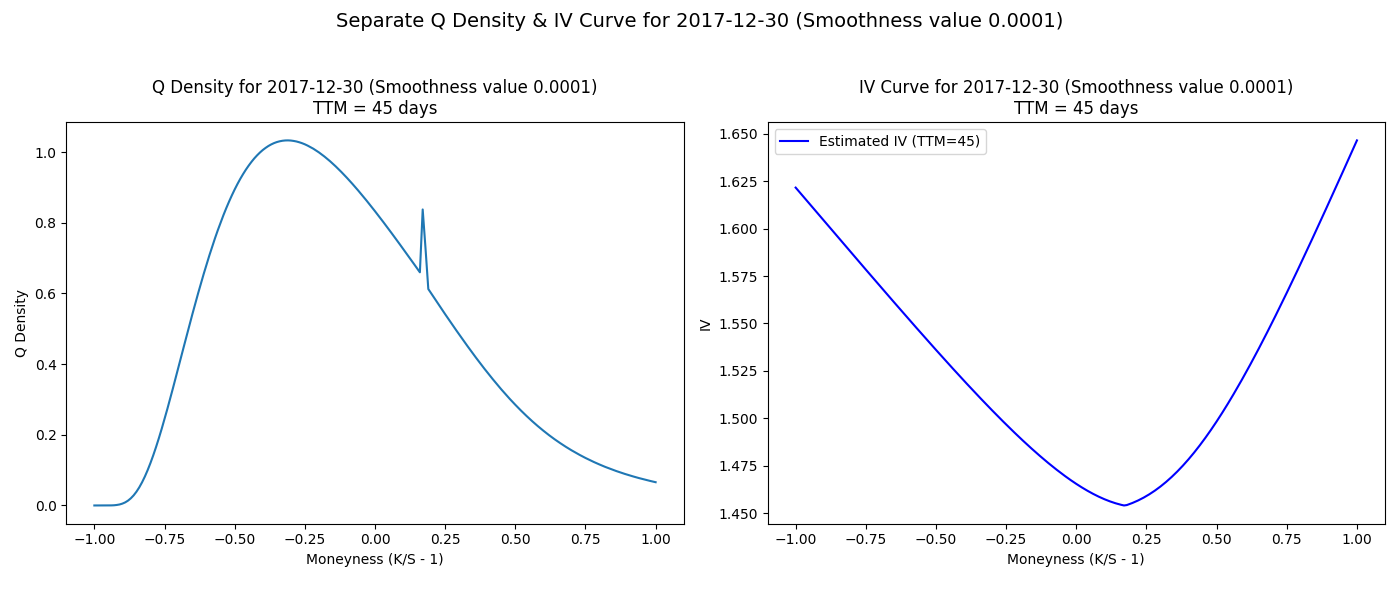 Separate Q Density & IV Curve for 2017-12-30 (Smoothness value 0.0001)
Q Density for 2017-12-30 (Smoothness value 0.0001)
TTM = 45 days
1.0
0.8
0.6
0.4
0.2
0.0
Q Density
−1.00 −0.75 −0.50 −0.25 0.00 0.25 0.50 0.75 1.00
Moneyness (K/S - 1)
IV Curve for 2017-12-30 (Smoothness value 0.0001)
TTM = 45 days
Estimated IV (TTM=45)
1.650
1.625
1.600
1.575
1.550
1.525
1.500
1.475
1.450
IV
−1.00 −0.75 −0.50 −0.25 0.00 0.25 0.50 0.75 1.00
Moneyness (K/S - 1)